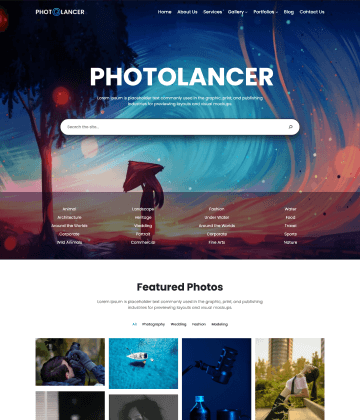 PHOTOLANCER
Home About Us Services Gallery Portfolios Blog Contact Us
PHOTOLANCER
Lorem Ipsum is placeholder text commonly used in the graphic, print, and publishing
industries for previewing layouts and visual mockups.
Search the site...
Animal Landscape Fashion Water
Architecture Heritage Under Water Food
Around the Worlds Wedding Around the Worlds Travel
Corporate Portrait Corporate Sports
Wild Animals Commercial Fine Arts Nature
Featured Photos
Lorem Ipsum is placeholder text commonly used in the graphic, print, and publishing
industries for previewing layouts and visual mockups.
All Photography Wedding Fashion Marketing